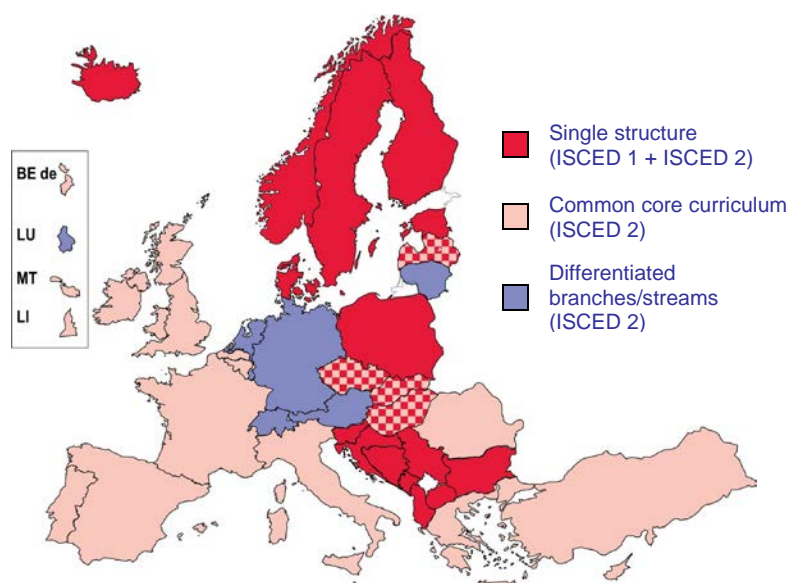 BE de
LU
MT
LI
Single structure
(ISCED 1 + ISCED 2)
Common core curriculum
(ISCED 2)
Differentiated
branches/streams
(ISCED 2)